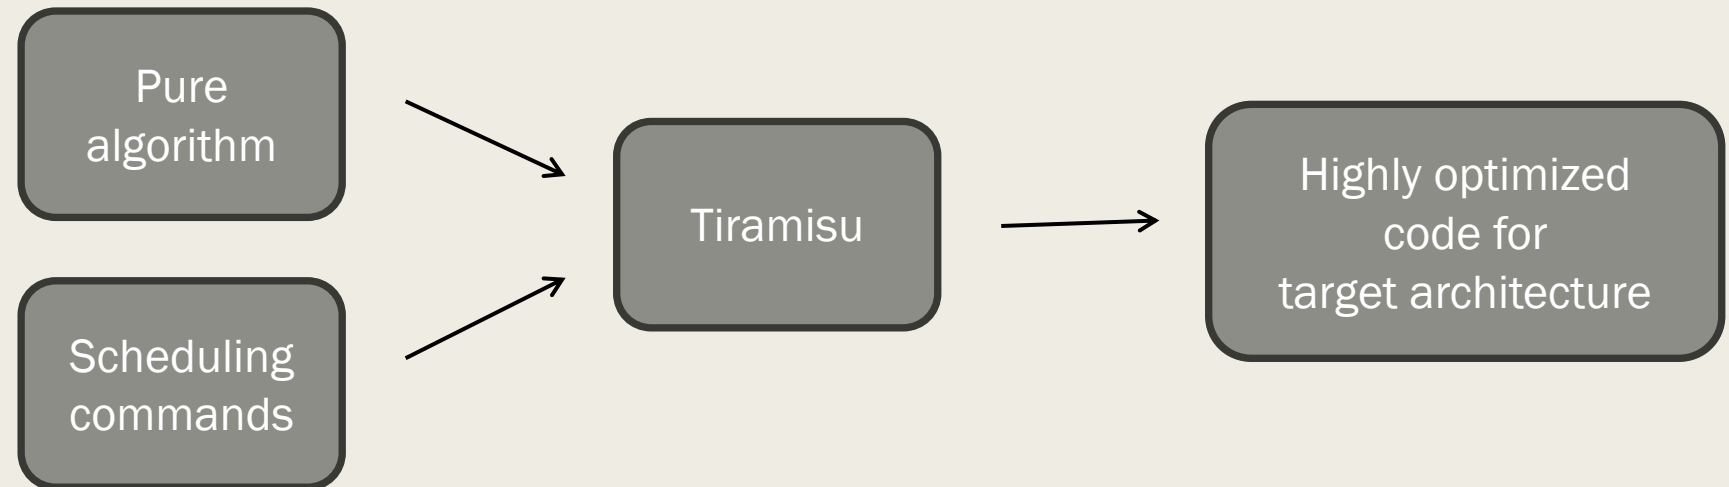 Pure
algorithm
Scheduling
commands
Tiramisu
Highly optimized
code for
target architecture